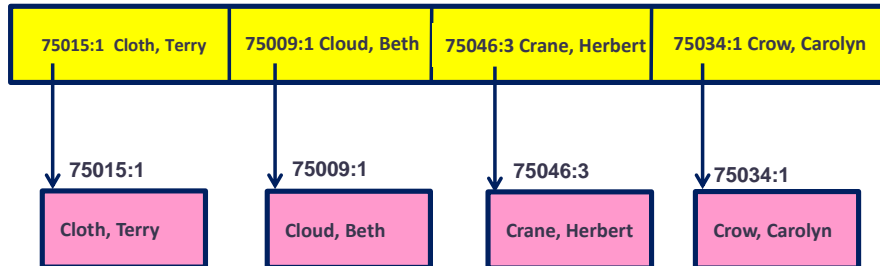 75015:1 Cloth, Terry
75009:1 Cloud, Beth
75046:3 Crane, Herbert
75034:1 Crow, Carolyn
75015:1
75009:1
75046:3
75034:1
Cloth, Terry
Cloud, Beth
Crane, Herbert
Crow, Carolyn